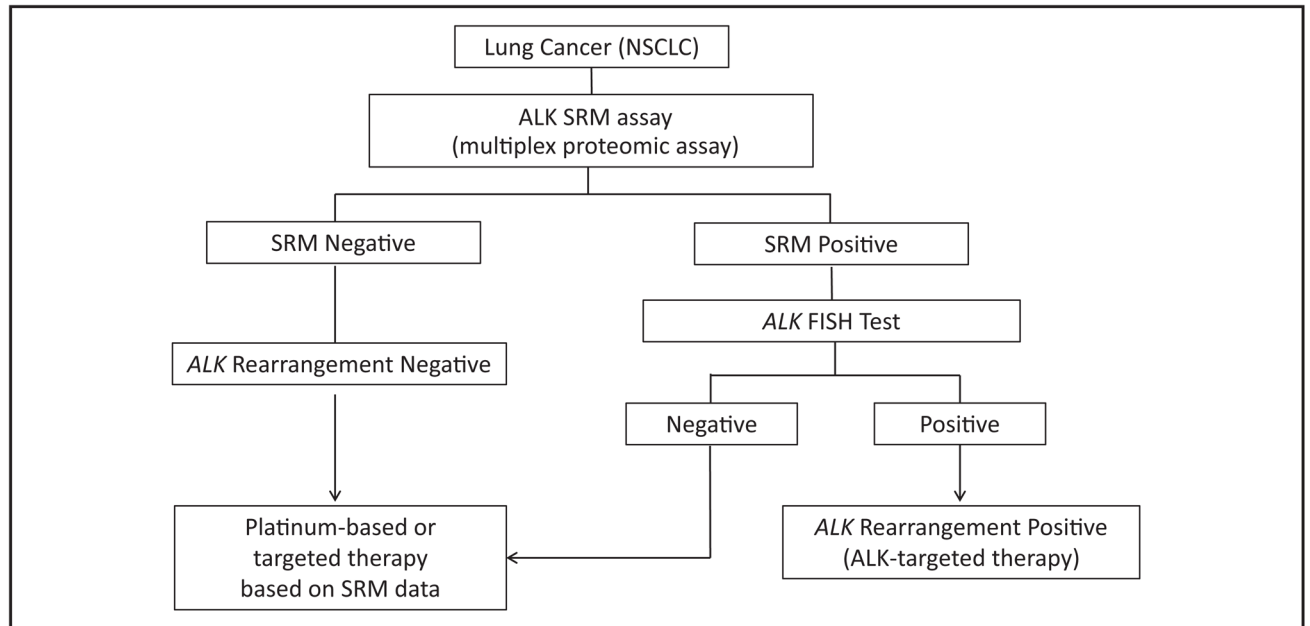 Lung Cancer (NSCLC)
ALK SRM assay
(multiplex proteomic assay)
SRM Negative
SRM Positive
ALK FISH Test
ALK Rearrangement Negative
Negative
Positive
Platinum-based or
targeted therapy
based on SRM data
ALK Rearrangement Positive
(ALK-targeted therapy)